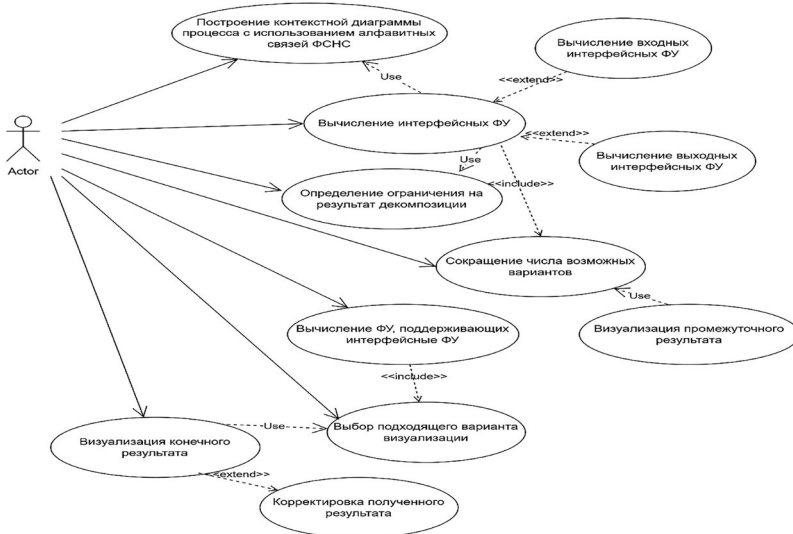 Построение контекстной диаграммы
процесса с использованием алфавитных
связей ФСНС
Вычисление входных
интерфейсных ФУ
Use
<<extend>>
Вычисление интерфейсных ФУ
<<extend>>
Вычисление выходных
интерфейсных ФУ
Use
Actor
<<include>>
Определение ограничения на
результат декомпозиции
Сокращение числа возможных
вариантов
Use
Вычисление ФУ, поддерживающих
интерфейсные ФУ
Визуализация промежуточного
результата
<<include>>
Use
Выбор подходящего варианта
визуализации
Визуализация конечного
результата
<<extend>>
Корректировка полученного
результата